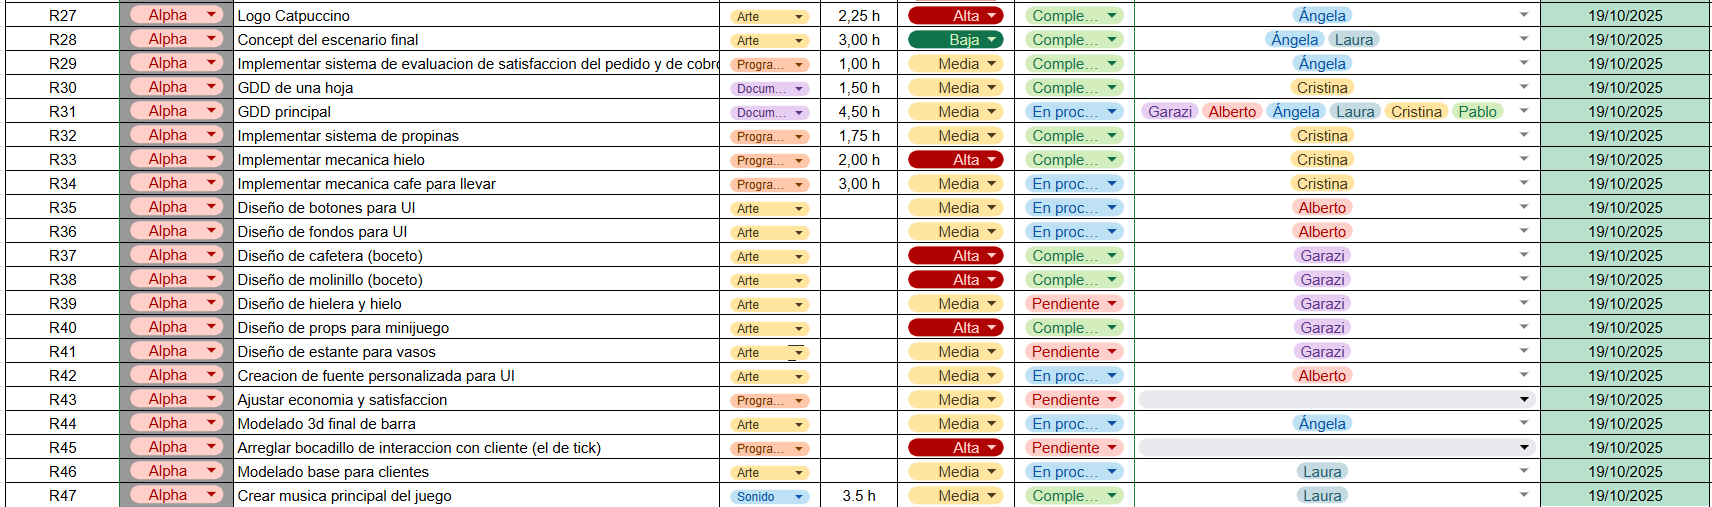 R27 Alpha Logo Catpuccino Arte 2,25 h Alta Comple... Ángela 19/10/2025
R28 Alpha Concept del escenario final Arte 3,00 h Baja Comple... Ángela Laura 19/10/2025
R29 Alpha Implementar sistema de evaluacion de satisfaccion del pedido y de cobro Progra... 1,00 h Media Comple... Ángela 19/10/2025
R30 Alpha GDD de una hoja Docum... 1,50 h Media Comple... Cristina 19/10/2025
R31 Alpha GDD principal Docum... 4,50 h Media En proc... Garazi Alberto Ángela Laura Cristina Pablo 19/10/2025
R32 Alpha Implementar sistema de propinas Progra... 1,75 h Media Comple... Cristina 19/10/2025
R33 Alpha Implementar mecanica hielo Progra... 2,00 h Alta Comple... Cristina 19/10/2025
R34 Alpha Implementar mecanica cafe para llevar Progra... 3,00 h Media En proc... Cristina 19/10/2025
R35 Alpha Diseño de botones para UI Arte Media En proc... Alberto 19/10/2025
R36 Alpha Diseño de fondos para UI Arte Media En proc... Alberto 19/10/2025
R37 Alpha Diseño de cafetera (boceto) Arte Alta Comple... Garazi 19/10/2025
R38 Alpha Diseño de molinillo (boceto) Arte Alta Comple... Garazi 19/10/2025
R39 Alpha Diseño de hielera y hielo Arte Media Pendiente Garazi 19/10/2025
R40 Alpha Diseño de props para minijuego Arte Alta Comple... Garazi 19/10/2025
R41 Alpha Diseño de estante para vasos Arte Media Pendiente Garazi 19/10/2025
R42 Alpha Creacion de fuente personalizada para UI Arte Media En proc... Alberto 19/10/2025
R43 Alpha Ajustar economia y satisfaccion Progra... Media Pendiente 19/10/2025
R44 Alpha Modelado 3d final de barra Arte Media En proc... Ángela 19/10/2025
R45 Alpha Arreglar bocadillo de interaccion con cliente (el de tick) Progra... Alta Pendiente 19/10/2025
R46 Alpha Modelado base para clientes Arte Media En proc... Laura 19/10/2025
R47 Alpha Crear musica principal del juego Sonido 3.5 h Media Comple... Laura 19/10/2025